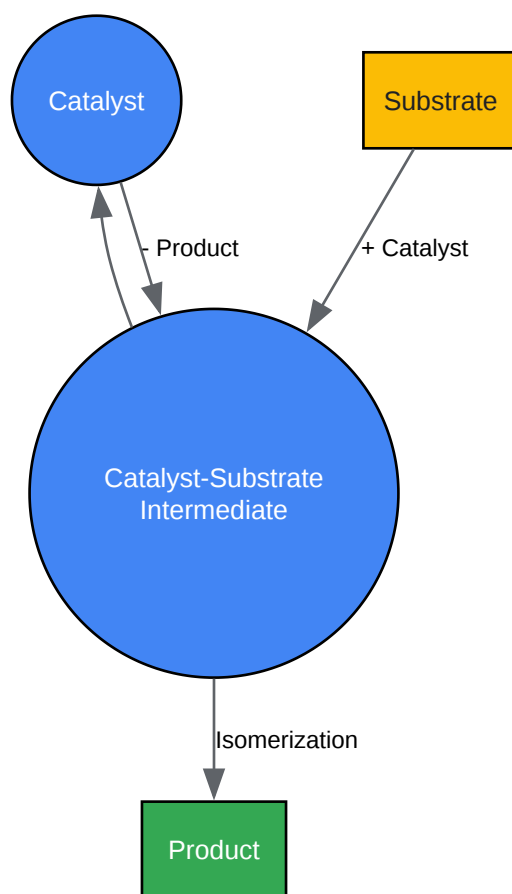 Catalyst
Substrate
- Product
+ Catalyst
Catalyst-Substrate
Intermediate
Isomerization
Product